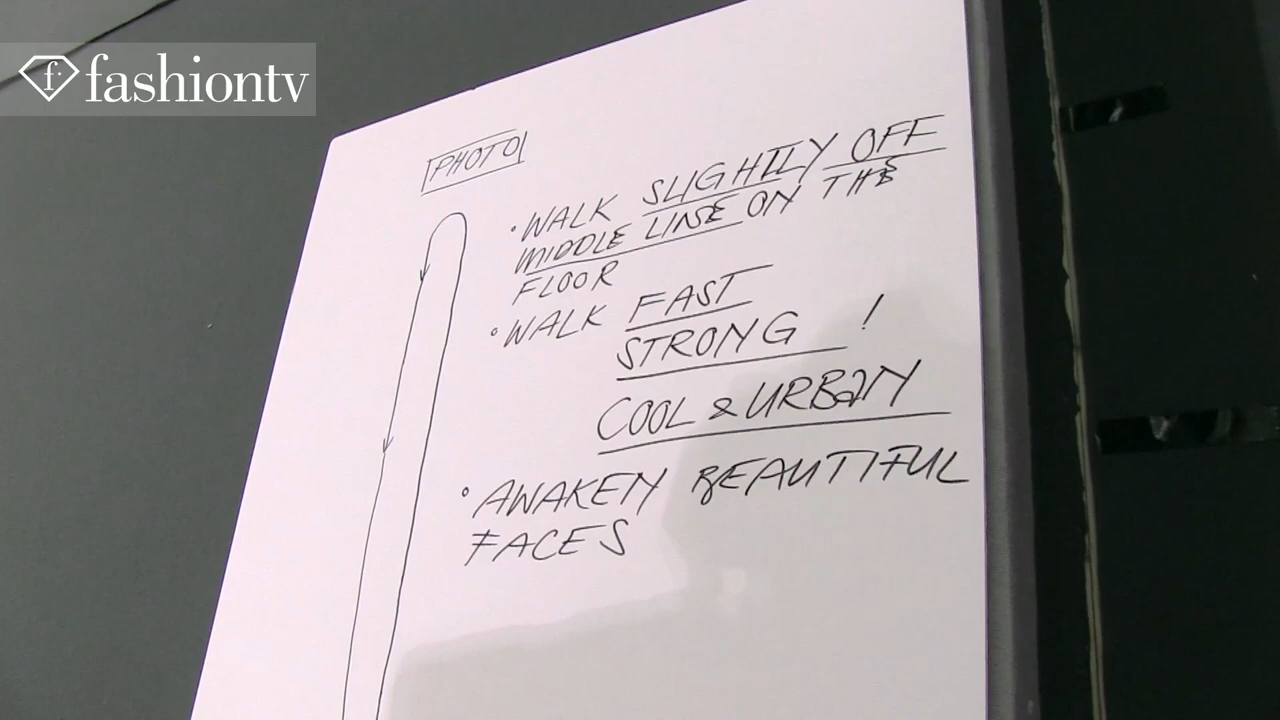 fashiontv
PHOTO
• WALK SLIGHTLY OFF
MIDDLE LINE ON THE
FLOOR
• WALK FAST
STRONG !
COOL & URBAN
• AWAKEN BEAUTIFUL
FACES